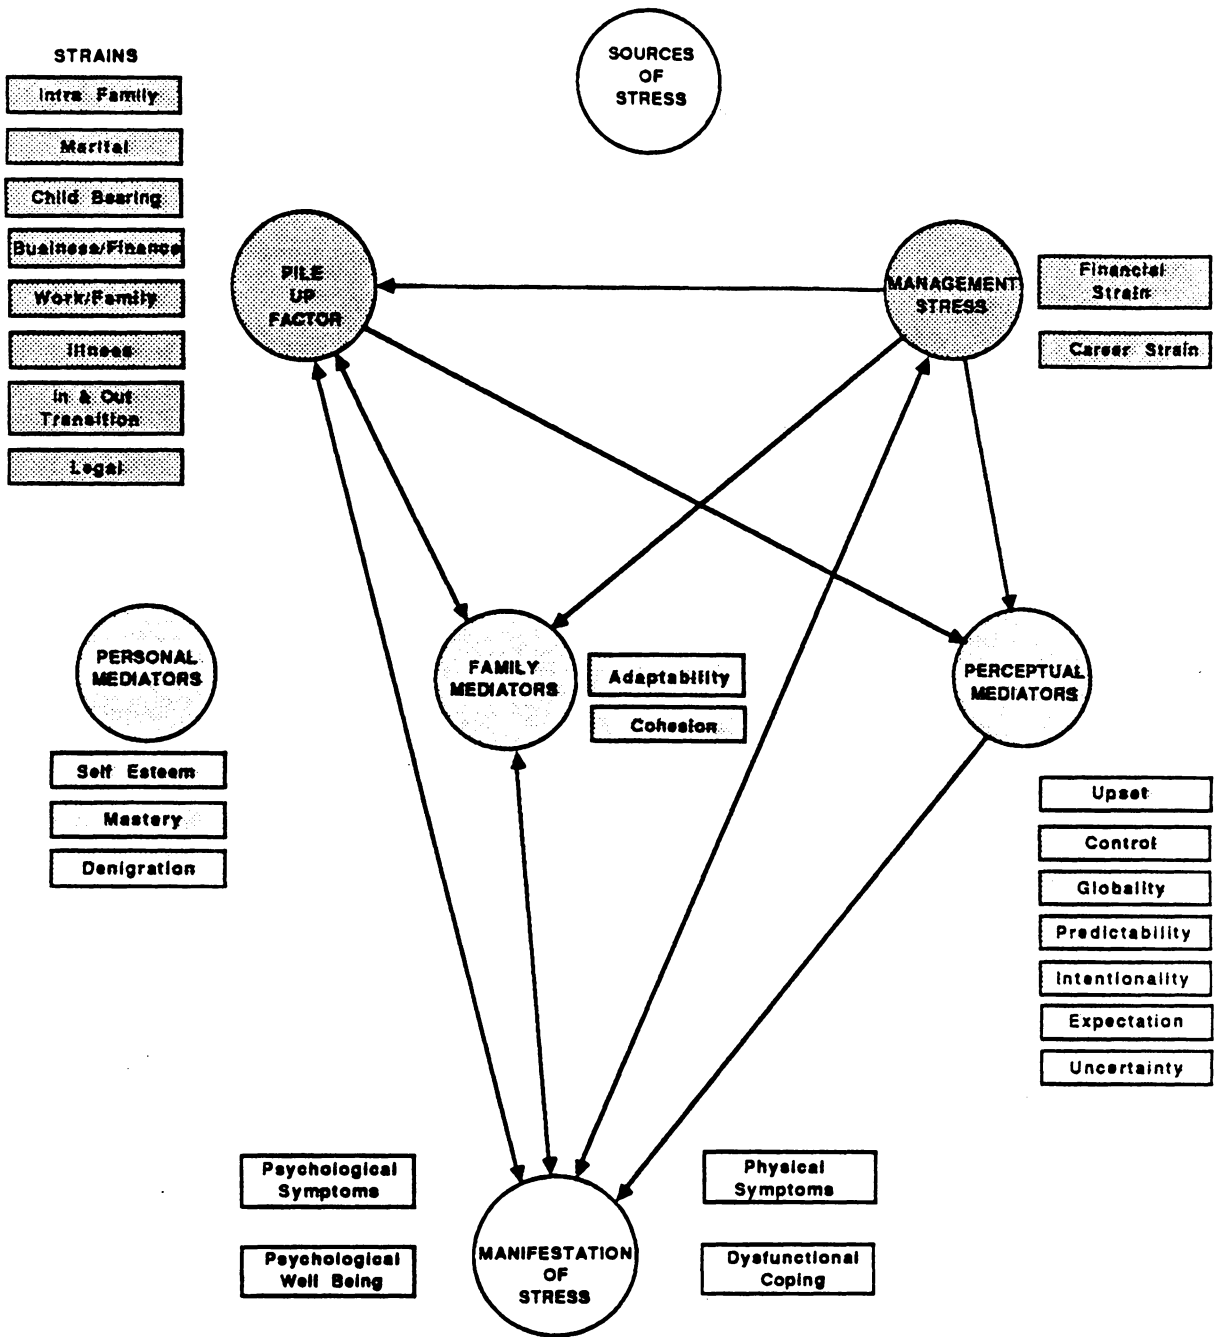 SOURCES
OF
STRESS
STRAINS
Intra Family
Marital
Child Bearing
Business/Finance
Work/Family
Illness
In & Out
Transition
Legal
PILE
UP
FACTOR
MANAGEMENT
STRESS
Financial
Strain
Career Strain
PERSONAL
MEDIATORS
Self Esteem
Mastery
Denigration
FAMILY
MEDIATORS
Adaptability
Cohesion
PERCEPTUAL
MEDIATORS
Upset
Control
Globality
Predictability
Intentionality
Expectation
Uncertainty
Psychological
Symptoms
Psychological
Well Being
MANIFESTATION
OF
STRESS
Physical
Symptoms
Dysfunctional
Coping